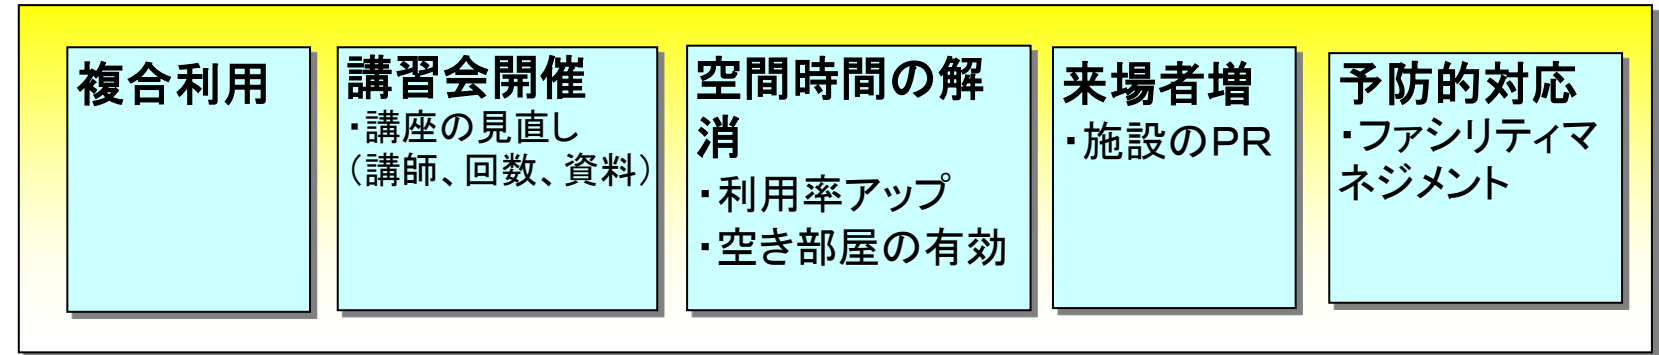 複合利用
講習会開催
・講座の見直し
（講師、回数、資料）
空間時間の解
消
・利用率アップ
・空き部屋の有効
来場者増
・施設のＰＲ
予防的対応
・ファシリティマ
ネジメント